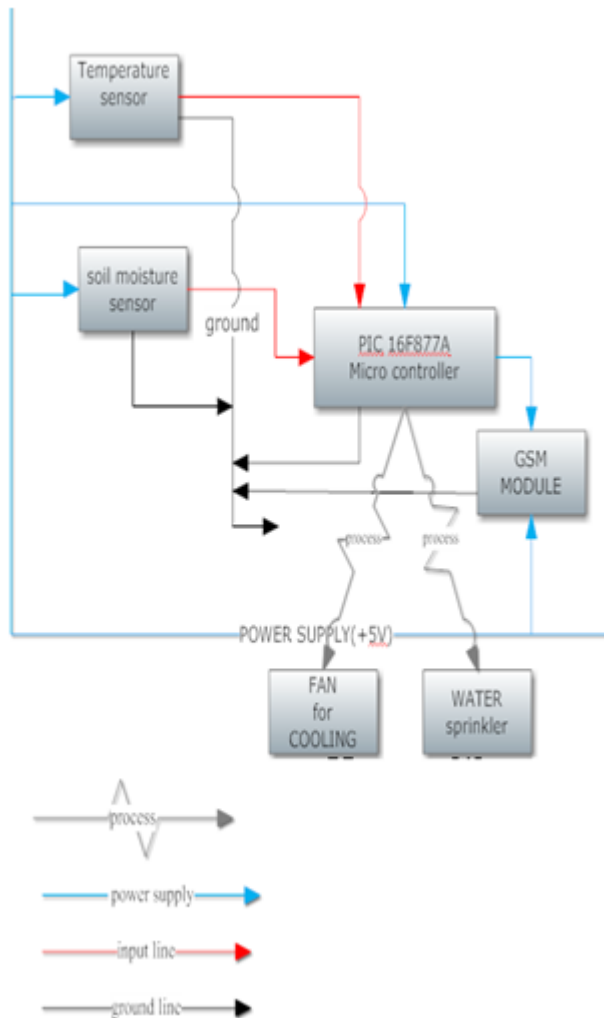 Temperature
sensor
soil moisture
sensor
ground
PIC 16F877A
Micro controller
GSM
MODULE
process
process
POWER SUPPLY(+5V)
FAN
for
COOLING
WATER
sprinkler
process
power supply
input line
ground line